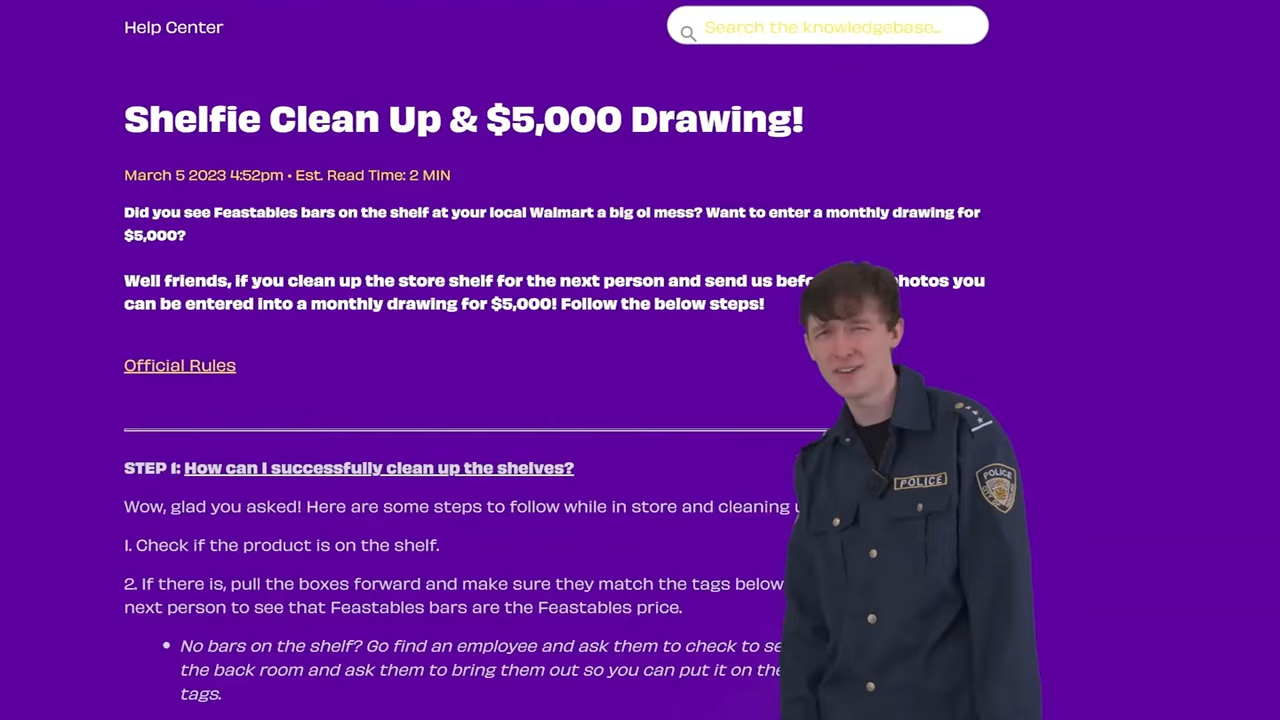 Help Center
Search the knowledgebase...
Shelfie Clean Up & $5,000 Drawing!
March 5 2023 4:52pm • Est. Read Time: 2 MIN
Did you see Feastables bars on the shelf at your local Walmart a big ol mess? Want to enter a monthly drawing for
$5,000?
Well friends, if you clean up the store shelf for the next person and send us photos you
can be entered into a monthly drawing for $5,000! Follow the below steps!
Official Rules
STEP 1: How can I successfully clean up the shelves?
Wow, glad you asked! Here are some steps to follow while in store and cleaning
1. Check if the product is on the shelf.
2. If there is, pull the boxes forward and make sure they match the tags below
next person to see that Feastables bars are the Feastables price.
• No bars on the shelf? Go find an employee and ask them to check to
the back room and ask them to bring them out so you can put it on the
tags.
POLICE
POLICE